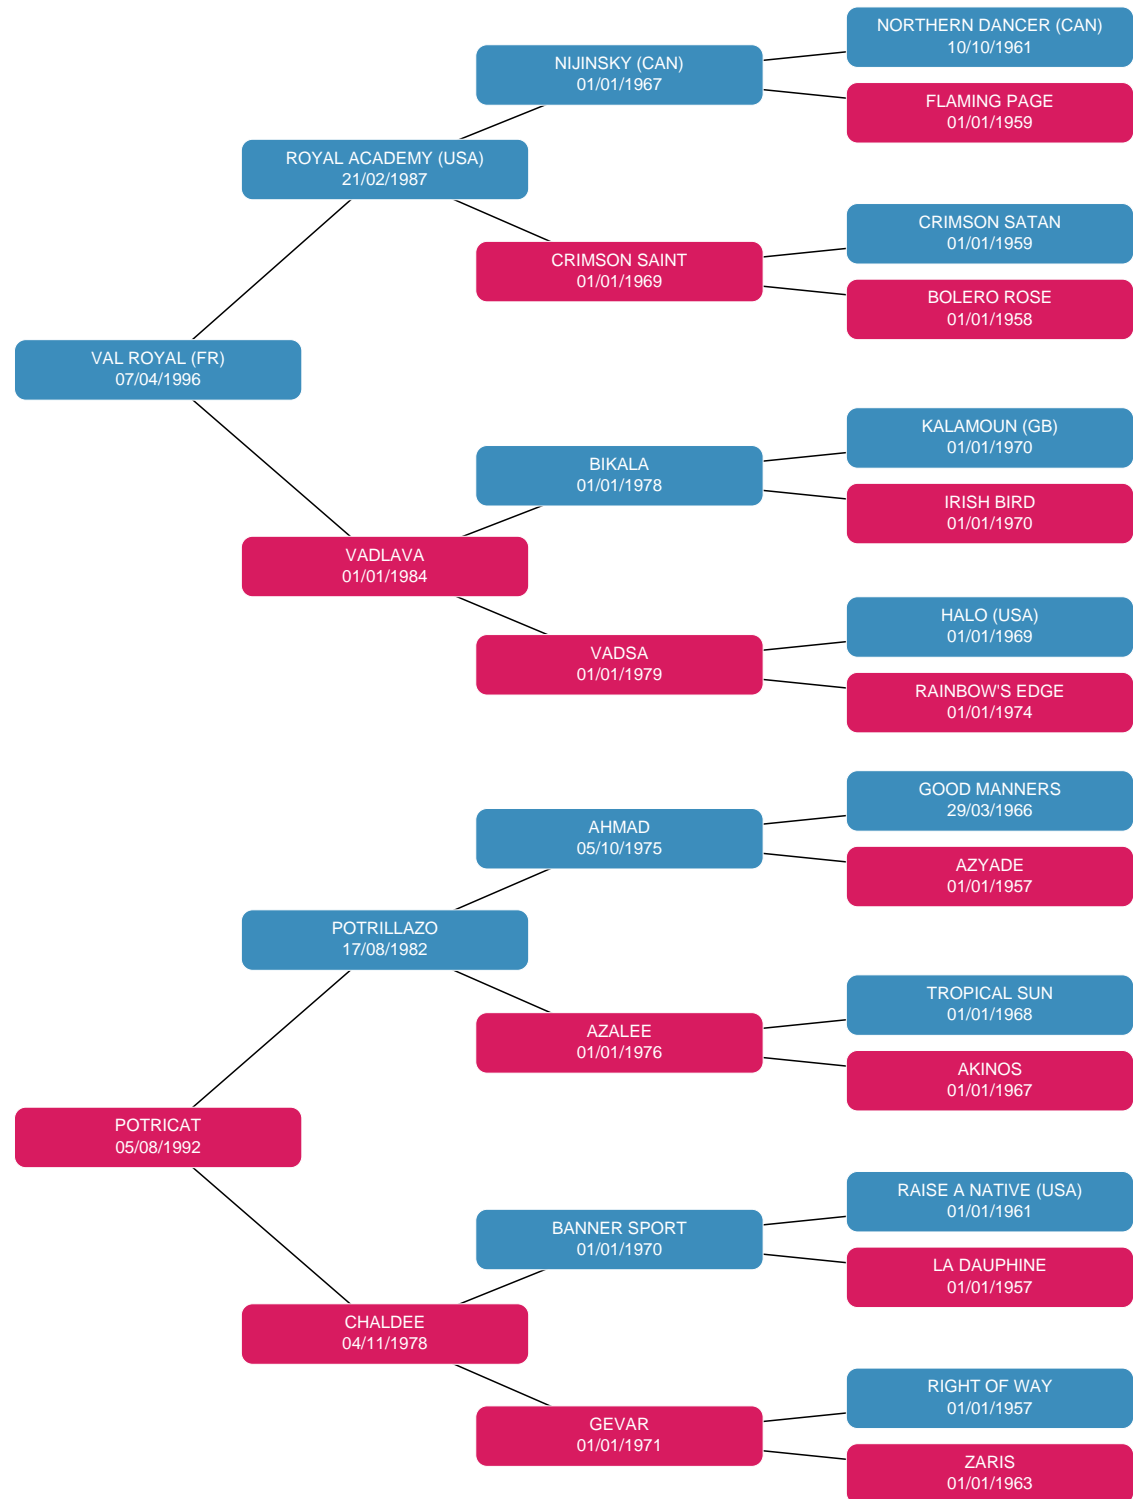 NORTHERN DANCER (CAN)
10/10/1961
NIJINSKY (CAN)
01/01/1967
FLAMING PAGE
01/01/1959
ROYAL ACADEMY (USA)
21/02/1987
CRIMSON SATAN
01/01/1959
CRIMSON SAINT
01/01/1969
BOLERO ROSE
01/01/1958
VAL ROYAL (FR)
07/04/1996
KALAMOUN (GB)
01/01/1970
BIKALA
01/01/1978
IRISH BIRD
01/01/1970
VADLAVA
01/01/1984
HALO (USA)
01/01/1969
VADSA
01/01/1979
RAINBOW'S EDGE
01/01/1974
GOOD MANNERS
29/03/1966
AHMAD
05/10/1975
AZYADE
01/01/1957
POTRILLAZO
17/08/1982
TROPICAL SUN
01/01/1968
AZALEE
01/01/1976
AKINOS
01/01/1967
POTRICAT
05/08/1992
RAISE A NATIVE (USA)
01/01/1961
BANNER SPORT
01/01/1970
LA DAUPHINE
01/01/1957
CHALDEE
04/11/1978
RIGHT OF WAY
01/01/1957
GEVAR
01/01/1971
ZARIS
01/01/1963